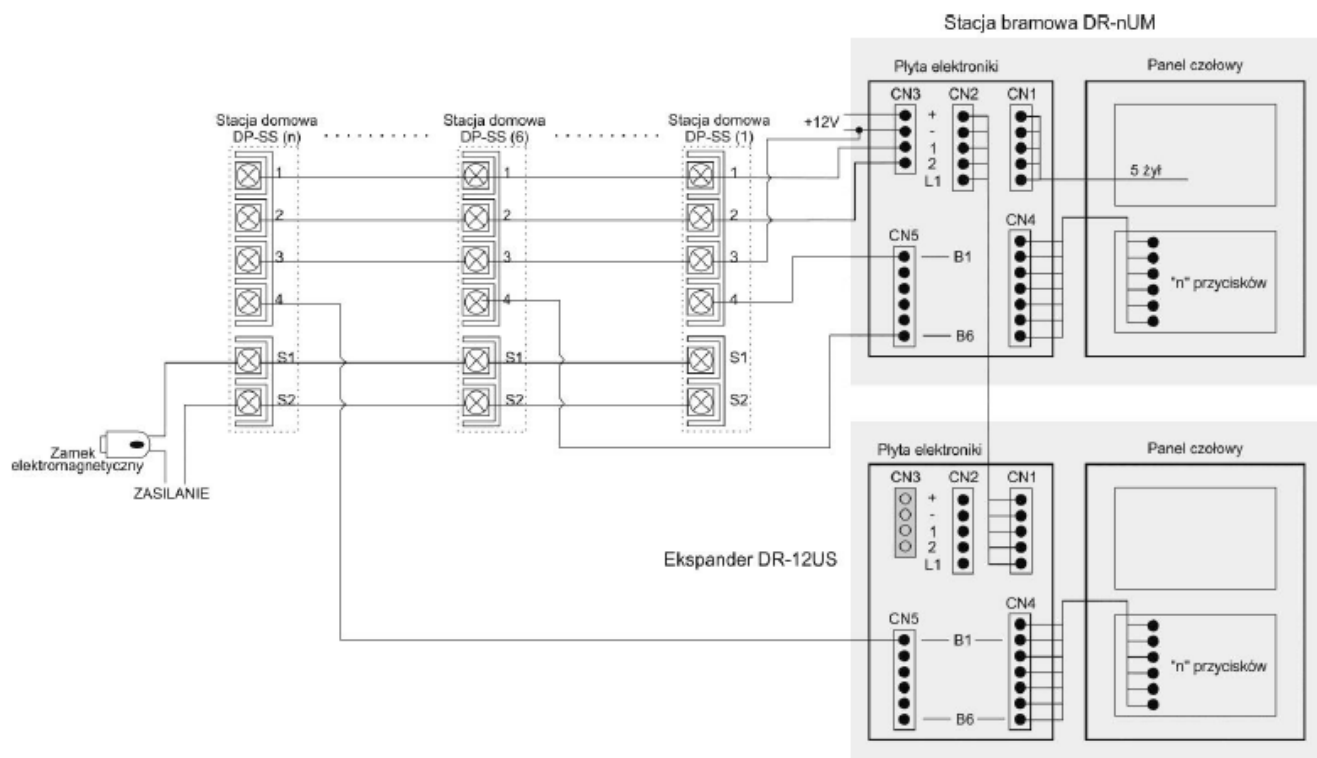 Stacja bramowa DR-nUM
Płyta elektroniki
Panel czołowy
CN3 CN2 CN1
+12V
+
-
1
2
L1
5 żył
CN4
CN5
B1
B6
"n" przycisków
Stacja domowa
DP-SS (n)
Stacja domowa
DP-SS (6)
Stacja domowa
DP-SS (1)
1 1 1
2 2 2
3 3 3
4 4 4
S1 S1 S1
S2 S2 S2
Zamek
elektromagnetyczny
ZASILANIE
Ekspander DR-12US
Płyta elektroniki
Panel czołowy
CN3 CN2 CN1
+
-
1
2
L1
CN4
CN5
B1
B6
"n" przycisków